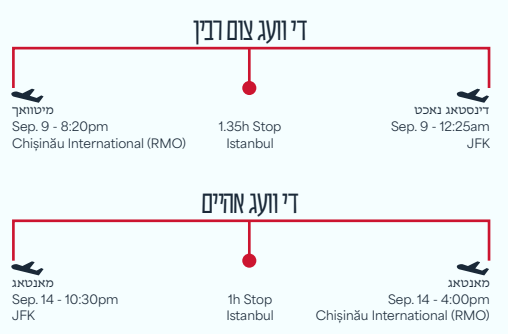 די וועג צום רבין
דינסטאג נאכט
Sep. 9 - 12:25am
JFK
1.35h Stop
Istanbul
מיטוואך
Sep. 9 - 8:20pm
Chișinău International (RMO)
די וועג אהיים
מאנטאג
Sep. 14 - 4:00pm
Chișinău International (RMO)
1h Stop
Istanbul
מאנטאג
Sep. 14 - 10:30pm
JFK